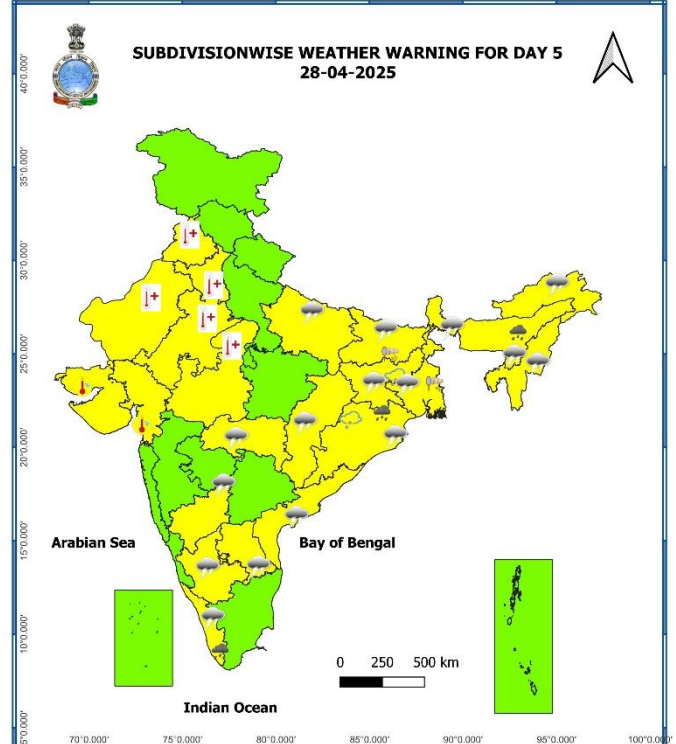 SUBDIVISIONWISE WEATHER WARNING FOR DAY 5
28-04-2025
40°0.000'
35°0.000'
30°0.000'
25°0.000'
20°0.000'
15°0.000'
10°0.000'
5°0.000'
Arabian Sea
Bay of Bengal
0 250 500 km
Indian Ocean
70°0.000' 75°0.000' 80°0.000' 85°0.000' 90°0.000' 95°0.000' 100°0.000'